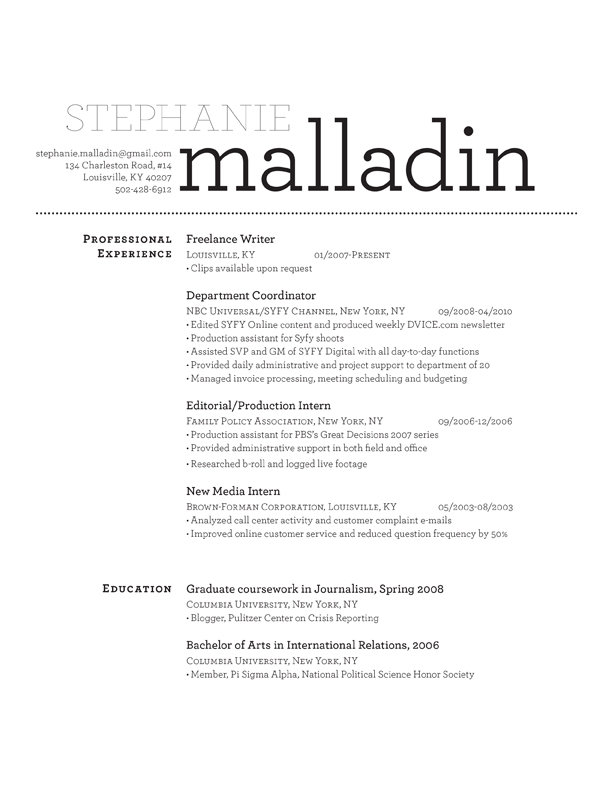 STEPHANIE
malladin
stephanie.malladin@gmail.com
134 Charleston Road, #14
Louisville, KY 40207
502-428-6912
Professional Experience
Freelance Writer
Louisville, KY 01/2007-Present
• Clips available upon request
Department Coordinator
NBC Universal/SYFY Channel, New York, NY 09/2008-04/2010
• Edited SYFY Online content and produced weekly DVICE.com newsletter
• Production assistant for Syfy shoots
• Assisted SVP and GM of SYFY Digital with all day-to-day functions
• Provided daily administrative and project support to department of 20
• Managed invoice processing, meeting scheduling and budgeting
Editorial/Production Intern
Family Policy Association, New York, NY 09/2006-12/2006
• Production assistant for PBS's Great Decisions 2007 series
• Provided administrative support in both field and office
• Researched b-roll and logged live footage
New Media Intern
Brown-Forman Corporation, Louisville, KY 05/2003-08/2003
• Analyzed call center activity and customer complaint e-mails
• Improved online customer service and reduced question frequency by 50%
Education
Graduate coursework in Journalism, Spring 2008
Columbia University, New York, NY
• Blogger, Pulitzer Center on Crisis Reporting
Bachelor of Arts in International Relations, 2006
Columbia University, New York, NY
• Member, Pi Sigma Alpha, National Political Science Honor Society